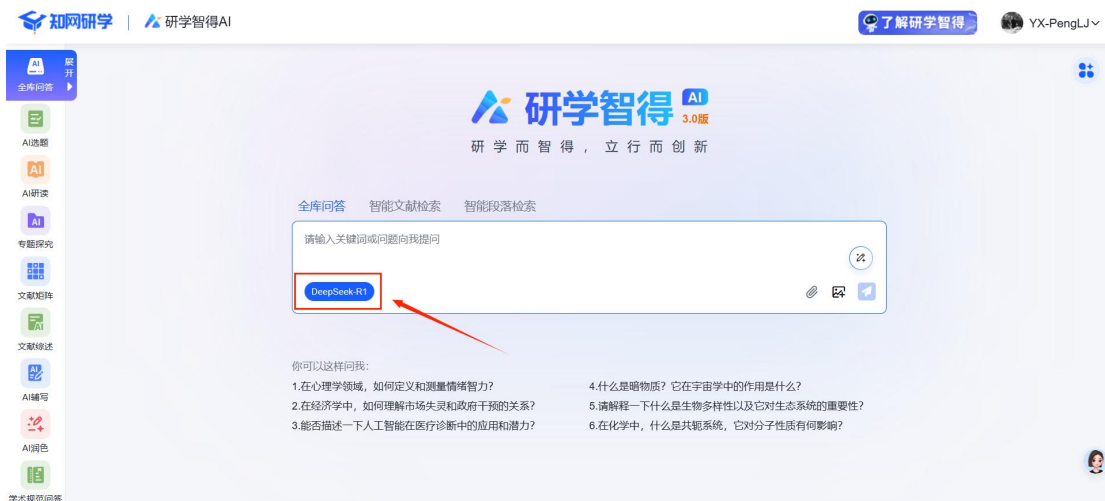 知网研学
研学智得AI
了解研学智得
YX-PengLJ
AI
展开
全库问答
AI选题
AI
AI研读
AI
专题探究
文献矩阵
AI
文献综述
AI
AI辅写
AI润色
学术规范问答
研学智得 AI
3.0版
研学而智得，立行而创新
全库问答 智能文献检索 智能段落检索
请输入关键词或问题向我提问
DeepSeek-R1
你可以这样问我：
1.在心理学领域，如何定义和测量情绪智力？
2.在经济学中，如何理解市场失灵和政府干预的关系？
3.能否描述一下人工智能在医疗诊断中的应用和潜力？
4.什么是暗物质？它在宇宙学中的作用是什么？
5.请解释一下什么是生物多样性以及它对生态系统的重要性？
6.在化学中，什么是共轭系统，它对分子性质有何影响？